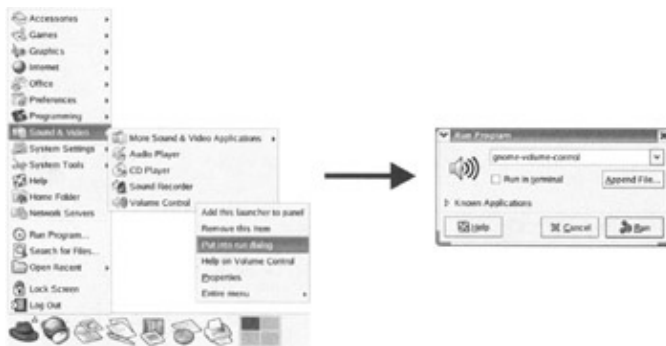 Accessories
Games
Graphics
Internet
Office
Preferences
Programming
Sound & Video
System Settings
System Tools
Help
Home Folder
Network Servers
Run Program...
Search for Files...
Open Recent
Lock Screen
Log Out
More Sound & Video Applications
Audio Player
CD Player
Sound Recorder
Volume Control
Add this launcher to panel
Remove this item
Put into run dialog
Help on Volume Control
Properties
Entire menu
Run Program
gnome-volume-control
Run in terminal
Append File...
Known Applications
Help
Cancel
Run